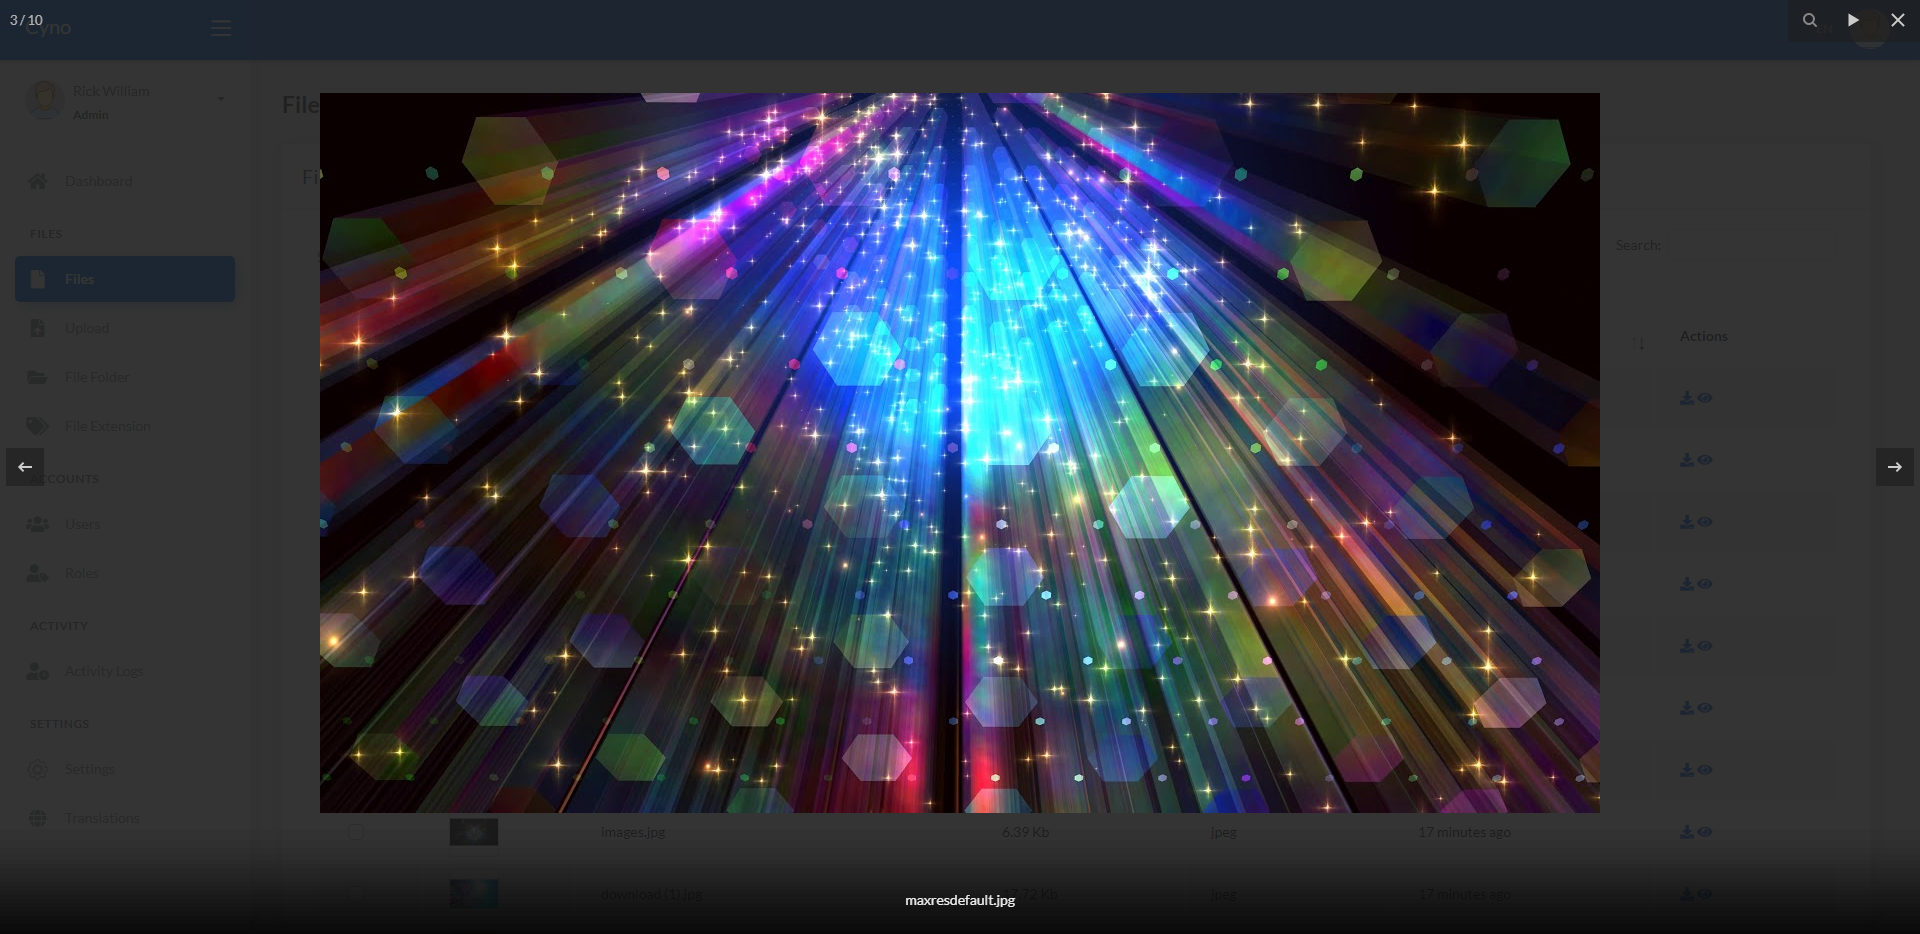 3 / 10
Cyno
Rick William
Admin
File
Dashboard
Fi
FILES
Files
Search:
Upload
Actions
File Folder
File Extension
ACCOUNTS
Users
Roles
ACTIVITY
Activity Logs
SETTINGS
Settings
Translations
images.jpg 6.39 Kb jpeg 17 minutes ago
download (1).jpg 7.72 Kb jpeg 17 minutes ago
maxresdefault.jpg